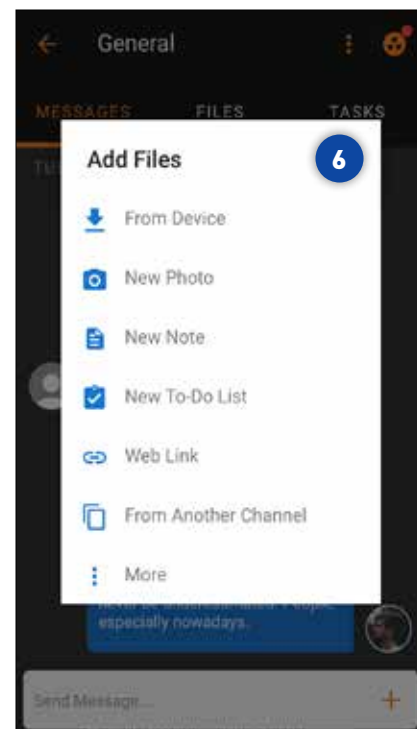 General
MESSAGES FILES TASKS
Add Files
6
From Device
New Photo
New Note
New To-Do List
Web Link
From Another Channel
More
especially nowadays.
Send Message...